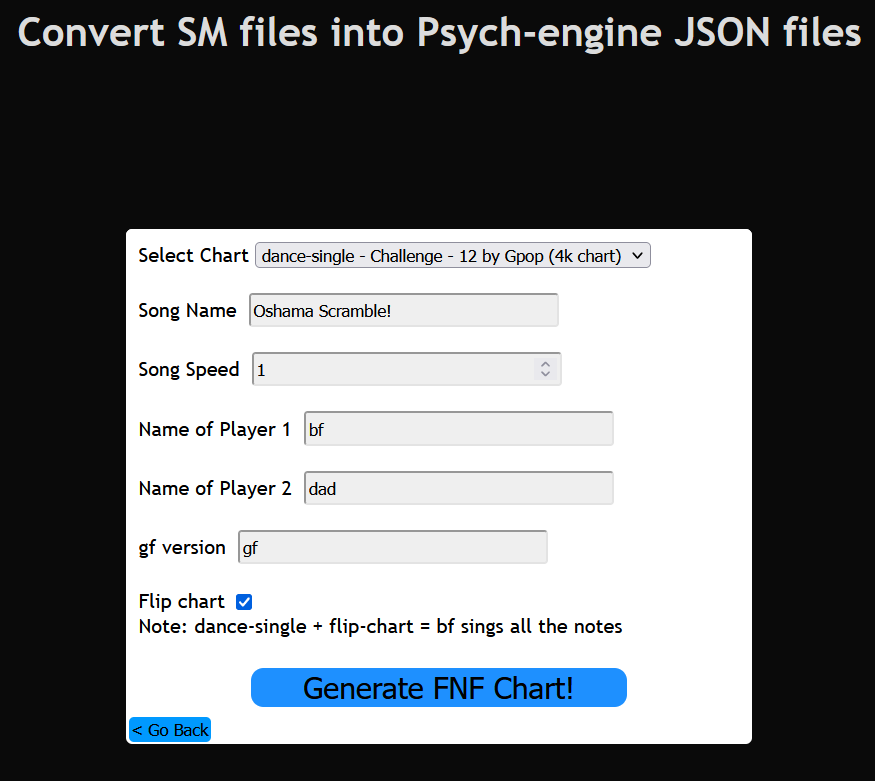 Convert SM files into Psych-engine JSON files
Select Chart dance-single - Challenge - 12 by Gpop (4k chart)
Song Name Oshama Scramble!
Song Speed 1
Name of Player 1 bf
Name of Player 2 dad
gf version gf
Flip chart
Note: dance-single + flip-chart = bf sings all the notes
Generate FNF Chart!
< Go Back